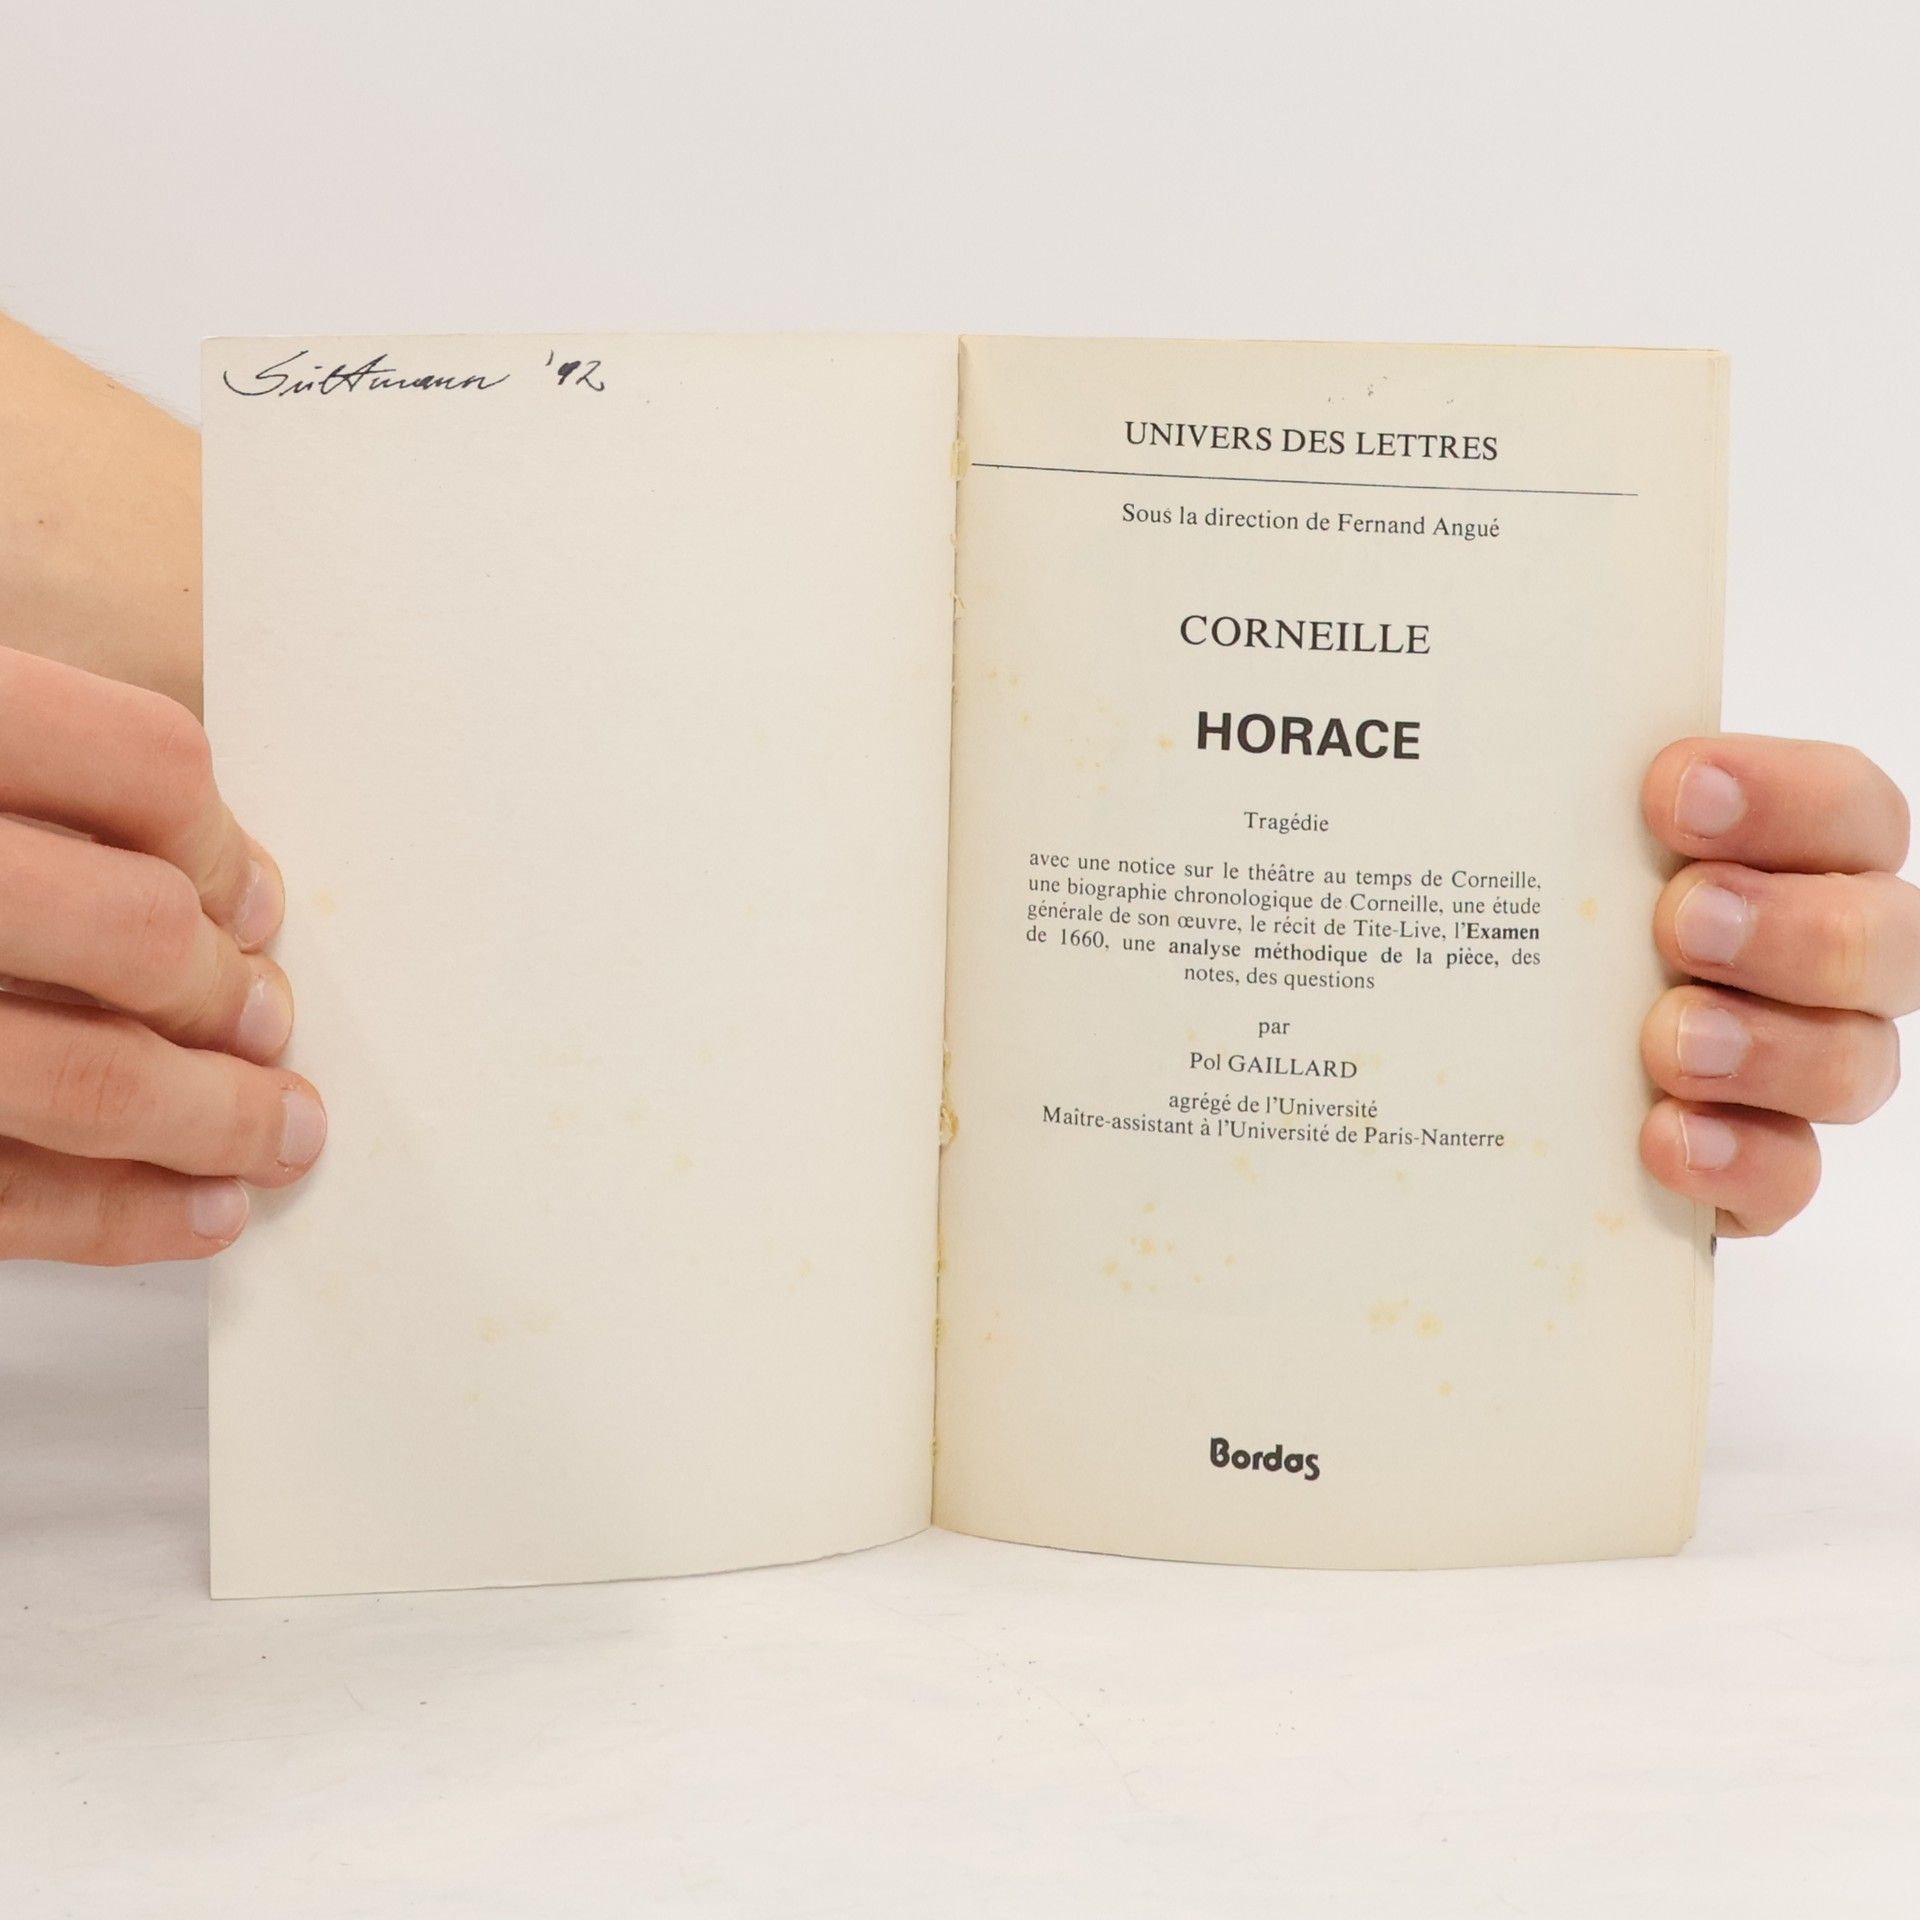 '92
UNIVERS DES LETTRES
Sous la direction de Fernand Angué
CORNEILLE
HORACE
Tragédie
avec une notice sur le théâtre au temps de Corneille,
une biographie chronologique de Corneille, une étude
générale de son œuvre, le récit de Tite-Live, l'Examen
de 1660, une analyse méthodique de la pièce, des
notes, des questions
par
Pol GAILLARD
agrégé de l'Université
Maître-assistant à l'Université de Paris-Nanterre
Bordas